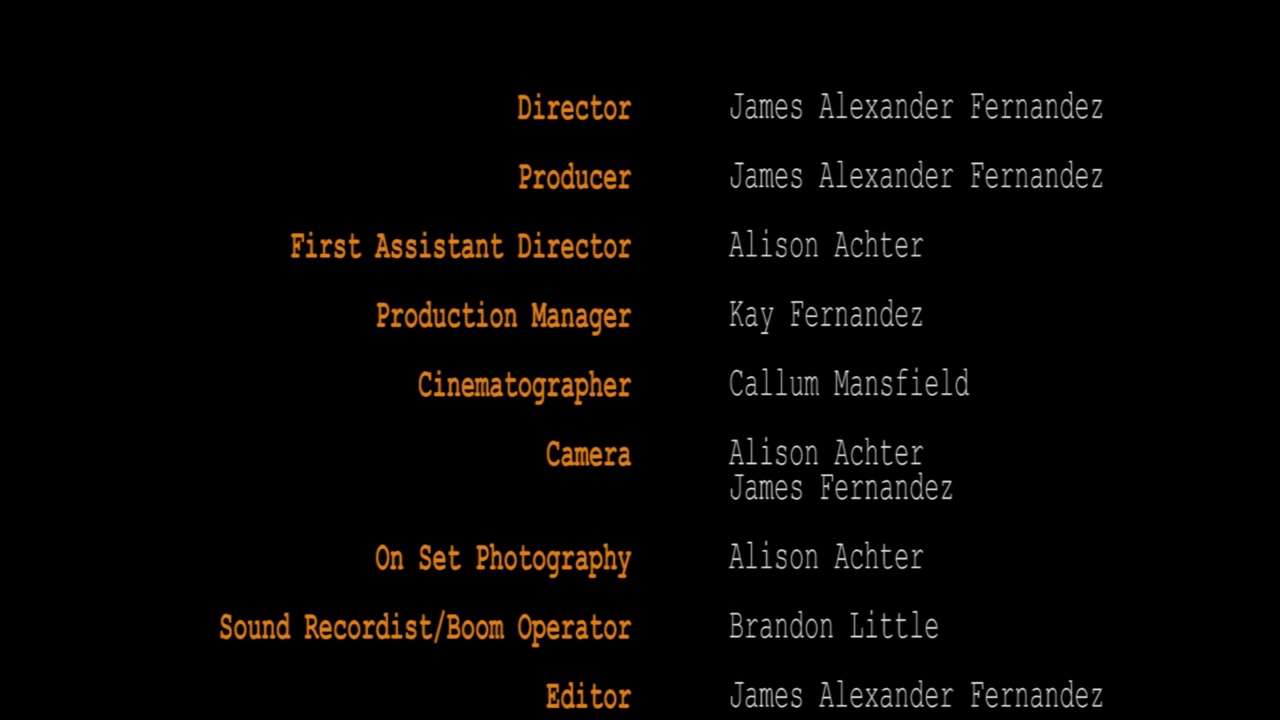 Director James Alexander Fernandez
Producer James Alexander Fernandez
First Assistant Director Alison Achter
Production Manager Kay Fernandez
Cinematographer Callum Mansfield
Camera Alison Achter
James Fernandez
On Set Photography Alison Achter
Sound Recordist/Boom Operator Brandon Little
Editor James Alexander Fernandez